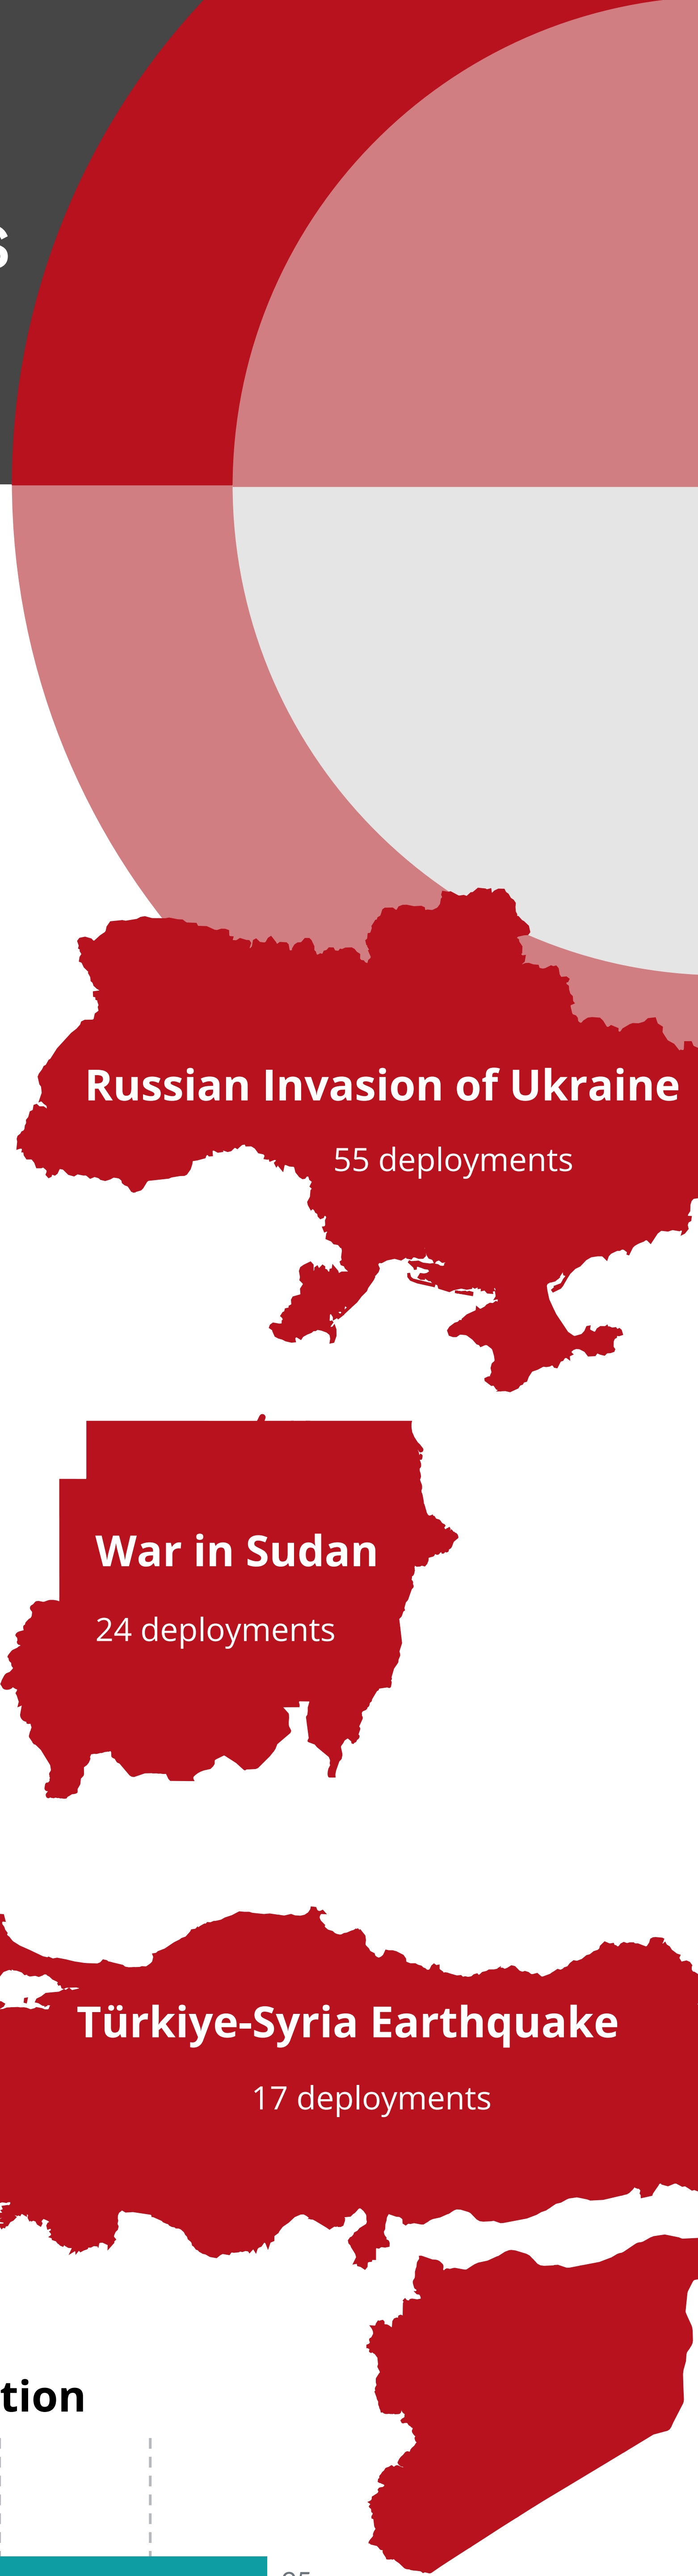 s
Russian Invasion of Ukraine
55 deployments
War in Sudan
24 deployments
Türkiye-Syria Earthquake
17 deployments
tion